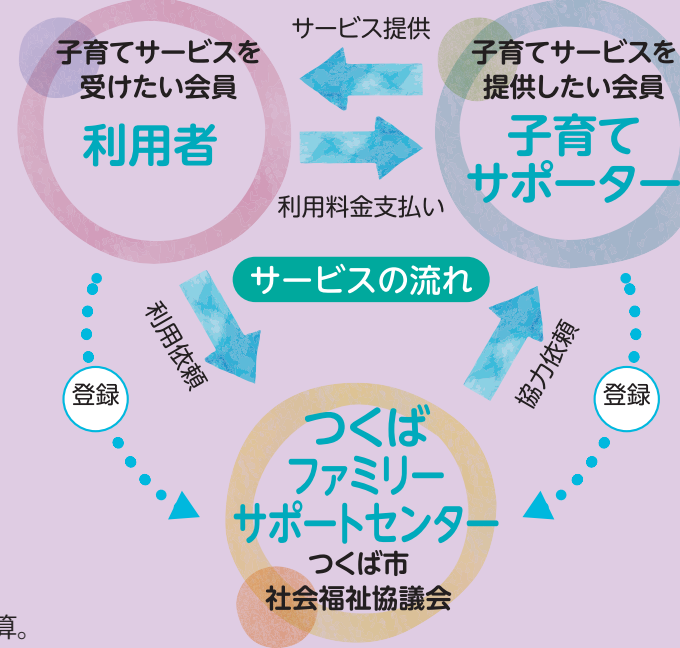 子育てサービスを
受けたい会員
利用者
サービス提供
利用料金支払い
子育てサービスを
提供したい会員
子育て
サポーター
サービスの流れ
利用依頼
協力依頼
登録
登録
つくば
ファミリー
サポートセンター
つくば市
社会福祉協議会
算。